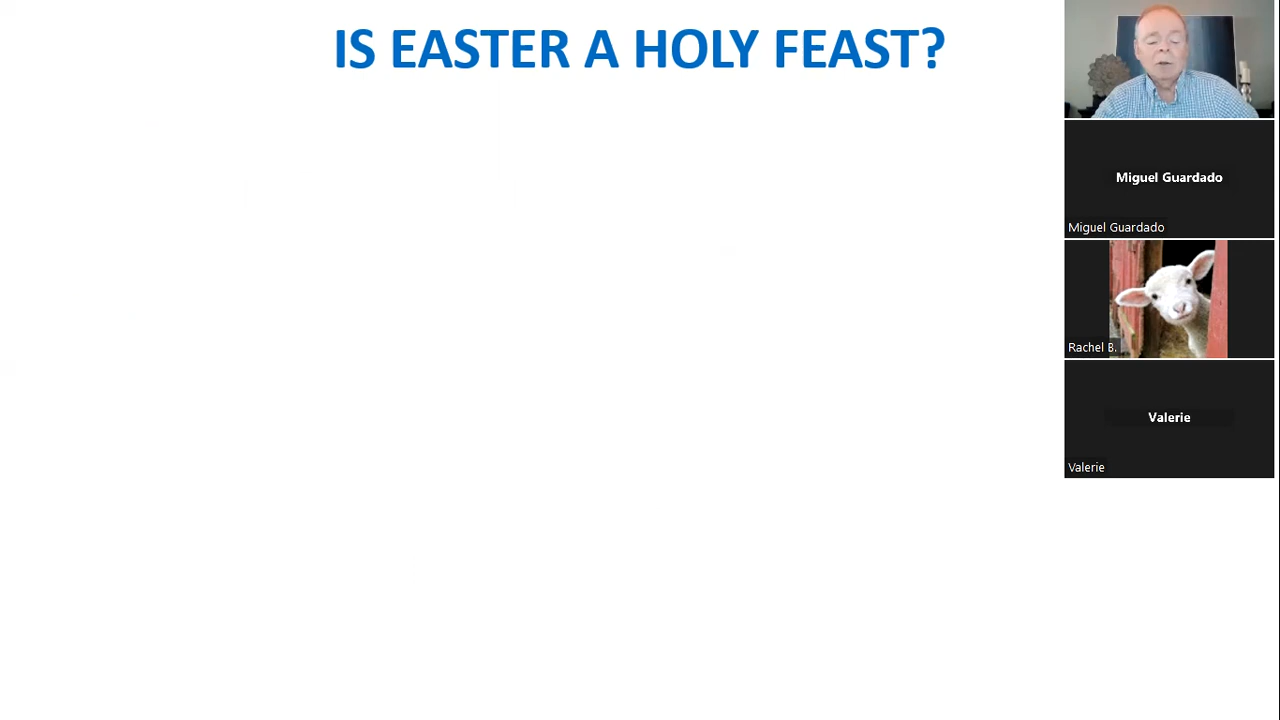 IS EASTER A HOLY FEAST?
Miguel Guardado
Miguel Guardado
Rachel B.
Valerie
Valerie